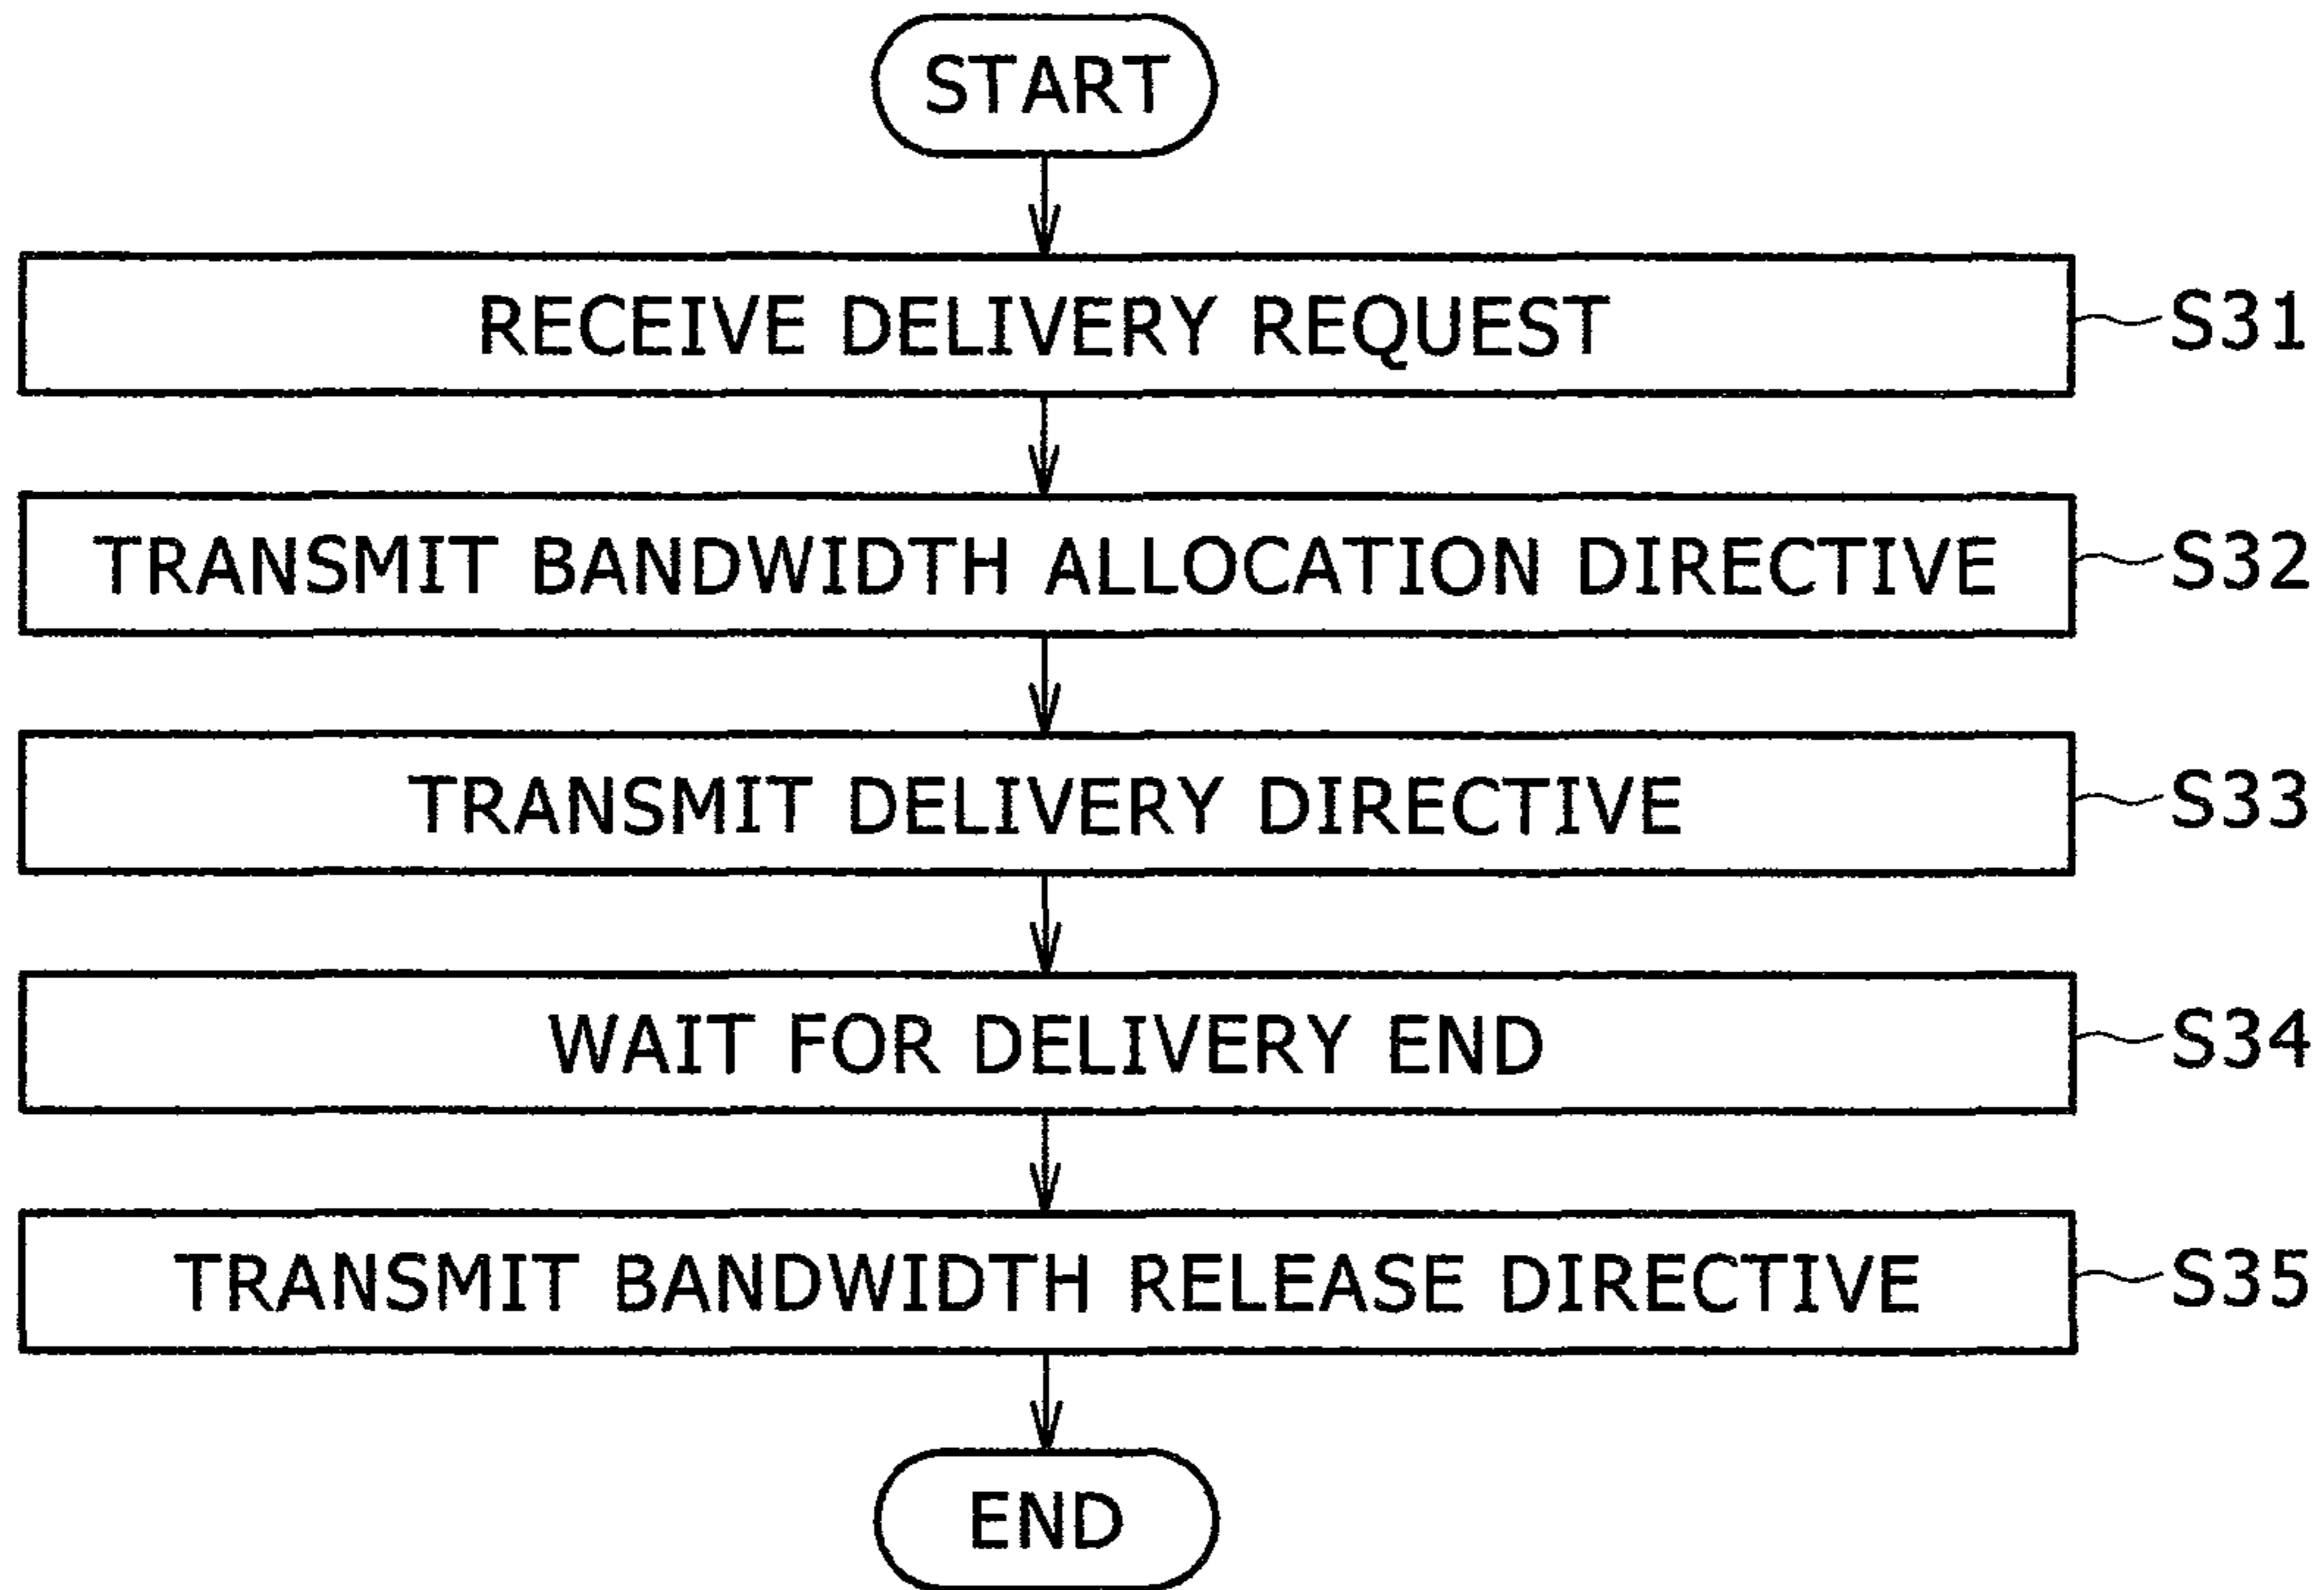 START
RECEIVE DELIVERY REQUEST S31
TRANSMIT BANDWIDTH ALLOCATION DIRECTIVE S32
TRANSMIT DELIVERY DIRECTIVE S33
WAIT FOR DELIVERY END S34
TRANSMIT BANDWIDTH RELEASE DIRECTIVE S35
END